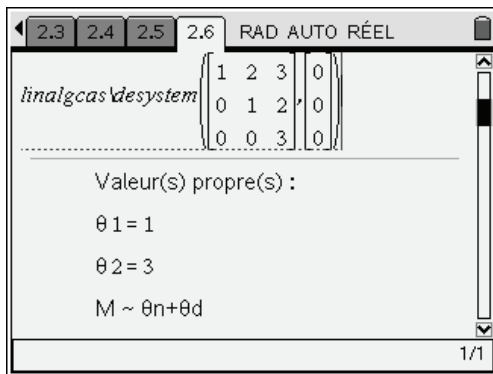 2.3 2.4 2.5 2.6 RAD AUTO RÉEL
linalgcas\desystem([1 2 3; 0 1 2; 0 0 3],[0; 0; 0])
Valeur(s) propre(s) :
θ1=1
θ2=3
M ~ θn+θd
1/1